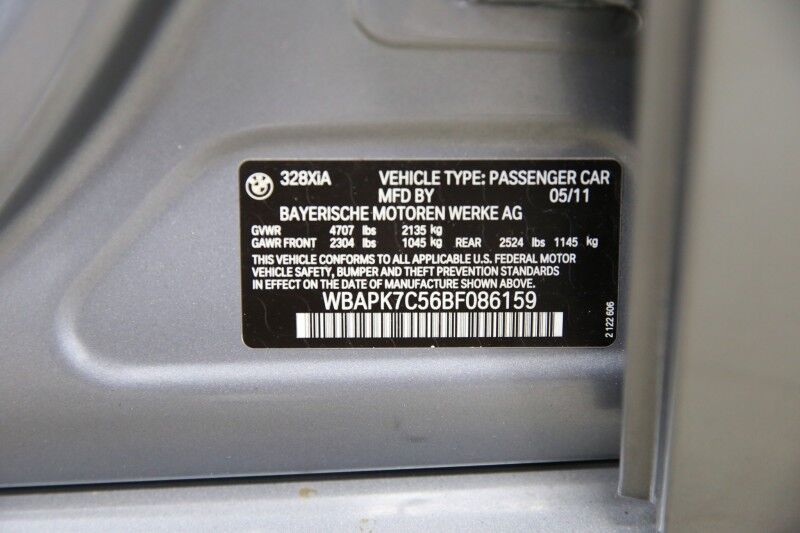 328XiA VEHICLE TYPE: PASSENGER CAR
MFD BY 05/11
BAYERISCHE MOTOREN WERKE AG
GVWR 4707 lbs 2135 kg
GAWR FRONT 2304 lbs 1045 kg REAR 2524 lbs 1145 kg
THIS VEHICLE CONFORMS TO ALL APPLICABLE U.S. FEDERAL MOTOR
VEHICLE SAFETY, BUMPER AND THEFT PREVENTION STANDARDS
IN EFFECT ON THE DATE OF MANUFACTURE SHOWN ABOVE.
WBAPK7C56BF086159
2 122 606